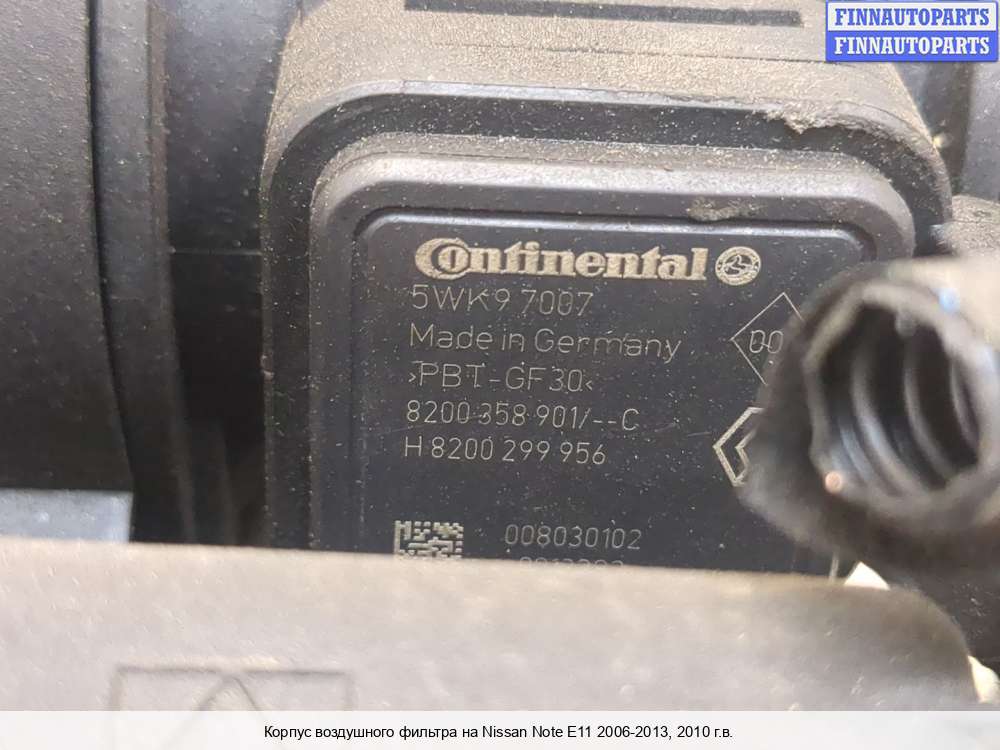 FINNAUTOPARTS
FINNAUTOPARTS
Continental
5WK9 7007
Made in Germany
>PBT-GF30<
8200 358 901/--C
H 8200 299 956
008030102
Корпус воздушного фильтра на Nissan Note E11 2006-2013, 2010 г.в.